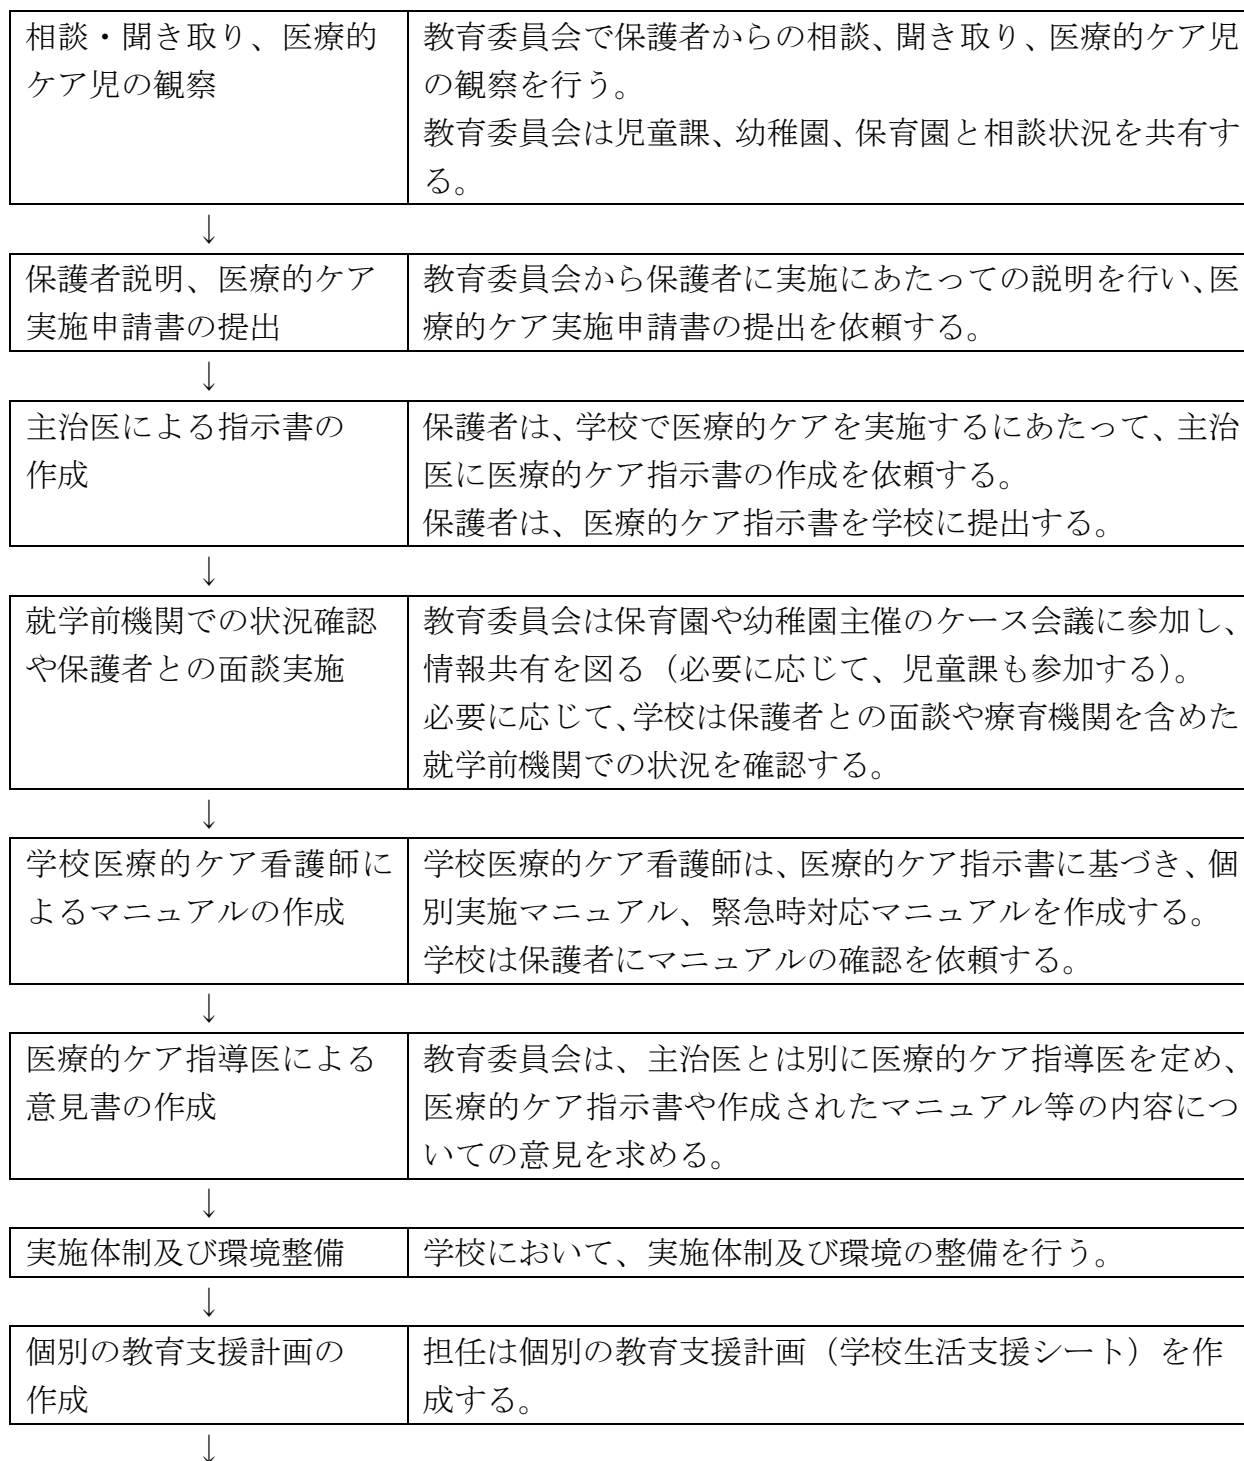 相談・聞き取り、医療的
ケア児の観察
教育委員会で保護者からの相談、聞き取り、医療的ケア児
の観察を行う。
教育委員会は児童課、幼稚園、保育園と相談状況を共有す
る。
↓
保護者説明、医療的ケア
実施申請書の提出
教育委員会から保護者に実施にあたっての説明を行い、医
療的ケア実施申請書の提出を依頼する。
↓
主治医による指示書の
作成
保護者は、学校で医療的ケアを実施するにあたって、主治
医に医療的ケア指示書の作成を依頼する。
保護者は、医療的ケア指示書を学校に提出する。
↓
就学前機関での状況確認
や保護者との面談実施
教育委員会は保育園や幼稚園主催のケース会議に参加し、
情報共有を図る（必要に応じて、児童課も参加する）。
必要に応じて、学校は保護者との面談や療育機関を含めた
就学前機関での状況を確認する。
↓
学校医療的ケア看護師に
よるマニュアルの作成
学校医療的ケア看護師は、医療的ケア指示書に基づき、個
別実施マニュアル、緊急時対応マニュアルを作成する。
学校は保護者にマニュアルの確認を依頼する。
↓
医療的ケア指導医による
意見書の作成
教育委員会は、主治医とは別に医療的ケア指導医を定め、
医療的ケア指示書や作成されたマニュアル等の内容につ
いての意見を求める。
↓
実施体制及び環境整備
学校において、実施体制及び環境の整備を行う。
↓
個別の教育支援計画の
作成
担任は個別の教育支援計画（学校生活支援シート）を作
成する。
↓